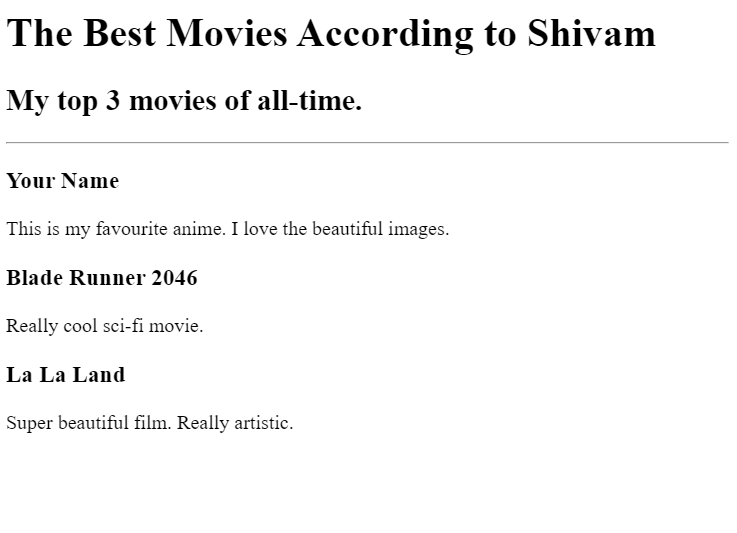 The Best Movies According to Shivam
My top 3 movies of all-time.
Your Name
This is my favourite anime. I love the beautiful images.
Blade Runner 2046
Really cool sci-fi movie.
La La Land
Super beautiful film. Really artistic.